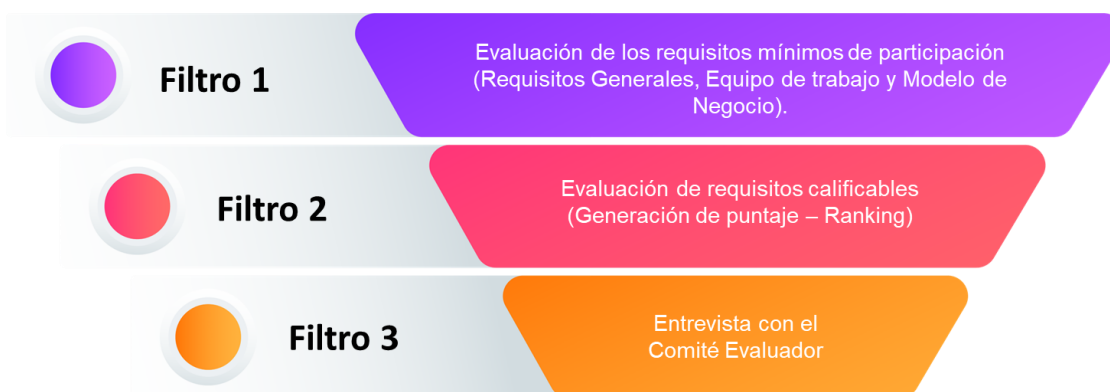 Filtro 1
Evaluación de los requisitos mínimos de participación
(Requisitos Generales, Equipo de trabajo y Modelo de
Negocio).
Filtro 2
Evaluación de requisitos calificables
(Generación de puntaje – Ranking)
Filtro 3
Entrevista con el
Comité Evaluador